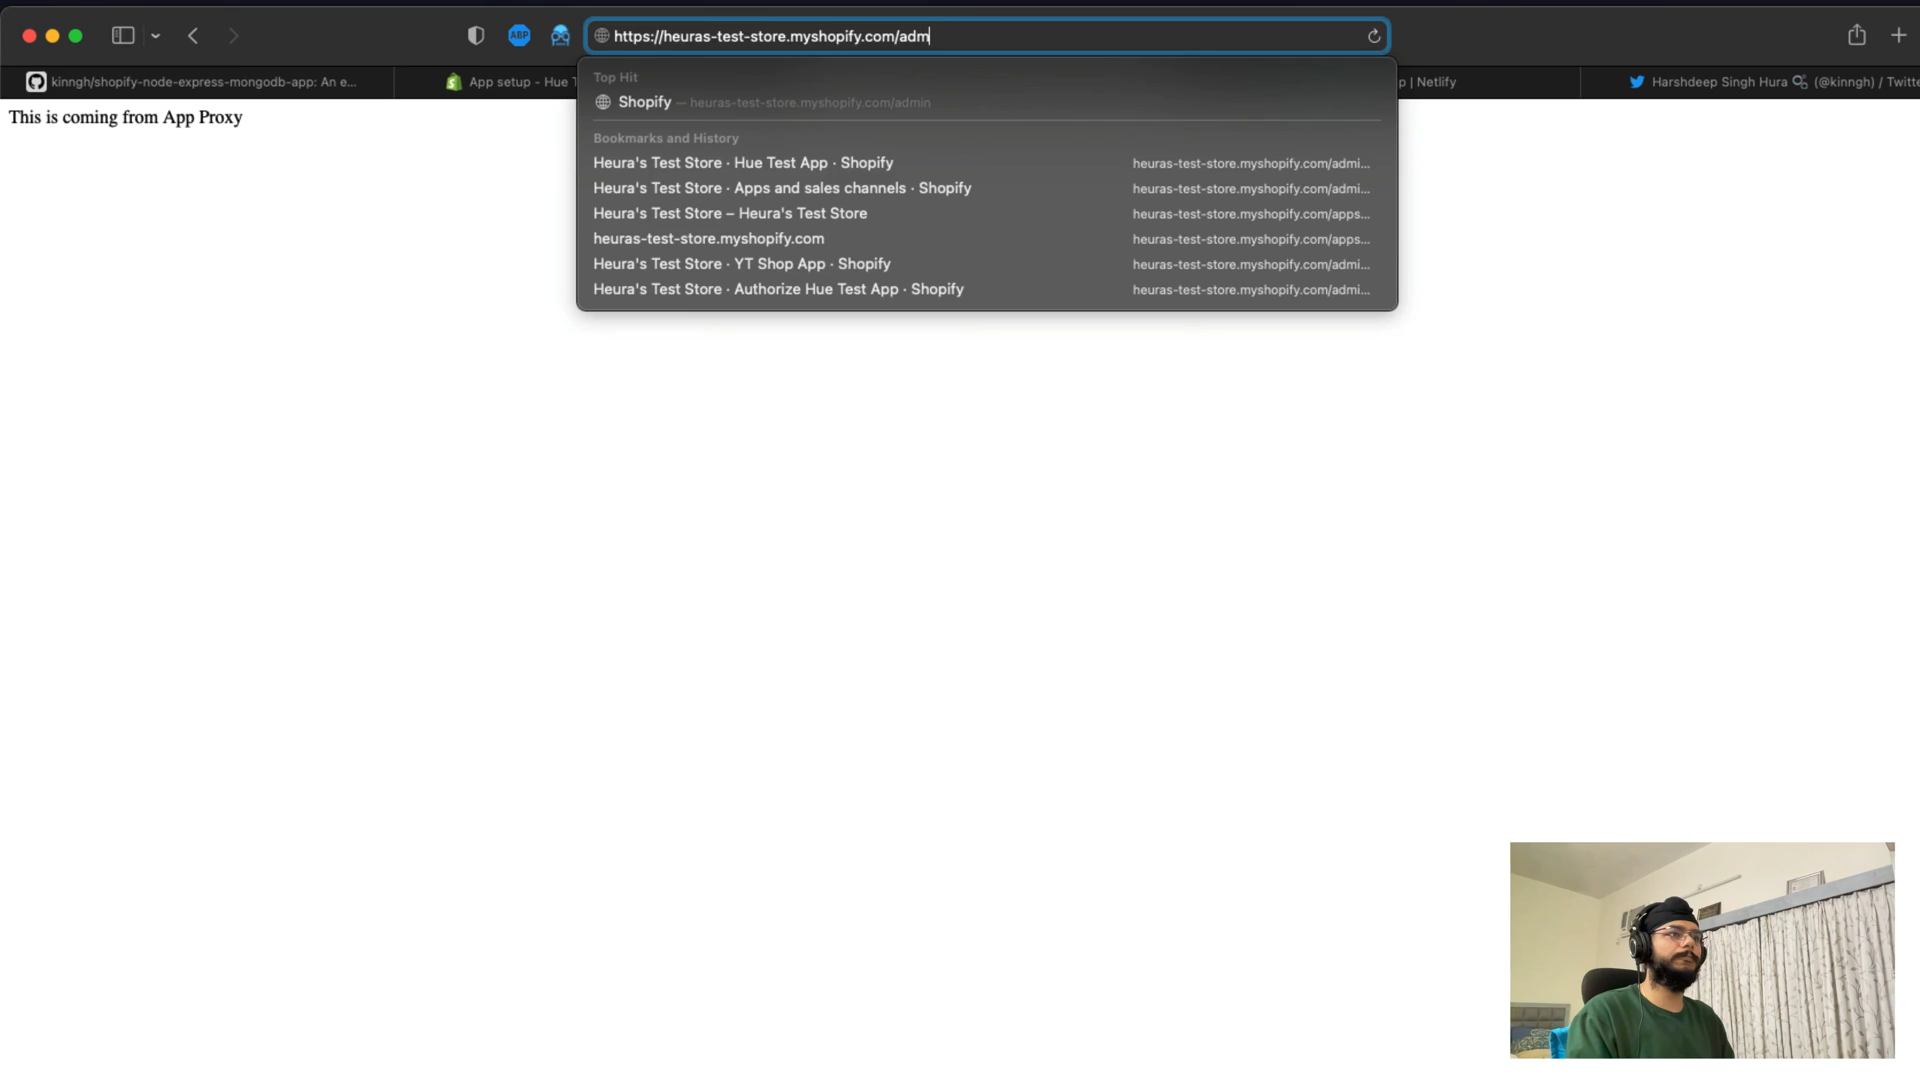 ABP
https://heuras-test-store.myshopify.com/adm
kinngh/shopify-node-express-mongodb-app: An e...
App setup - Hue T
p | Netlify
Harshdeep Singh Hura (@kinngh) / Twitte
This is coming from App Proxy
Top Hit
Shopify — heuras-test-store.myshopify.com/admin
Bookmarks and History
Heura's Test Store · Hue Test App · Shopify heuras-test-store.myshopify.com/admi...
Heura's Test Store · Apps and sales channels · Shopify heuras-test-store.myshopify.com/admi...
Heura's Test Store – Heura's Test Store heuras-test-store.myshopify.com/apps...
heuras-test-store.myshopify.com heuras-test-store.myshopify.com/apps...
Heura's Test Store · YT Shop App · Shopify heuras-test-store.myshopify.com/admi...
Heura's Test Store · Authorize Hue Test App · Shopify heuras-test-store.myshopify.com/admi...